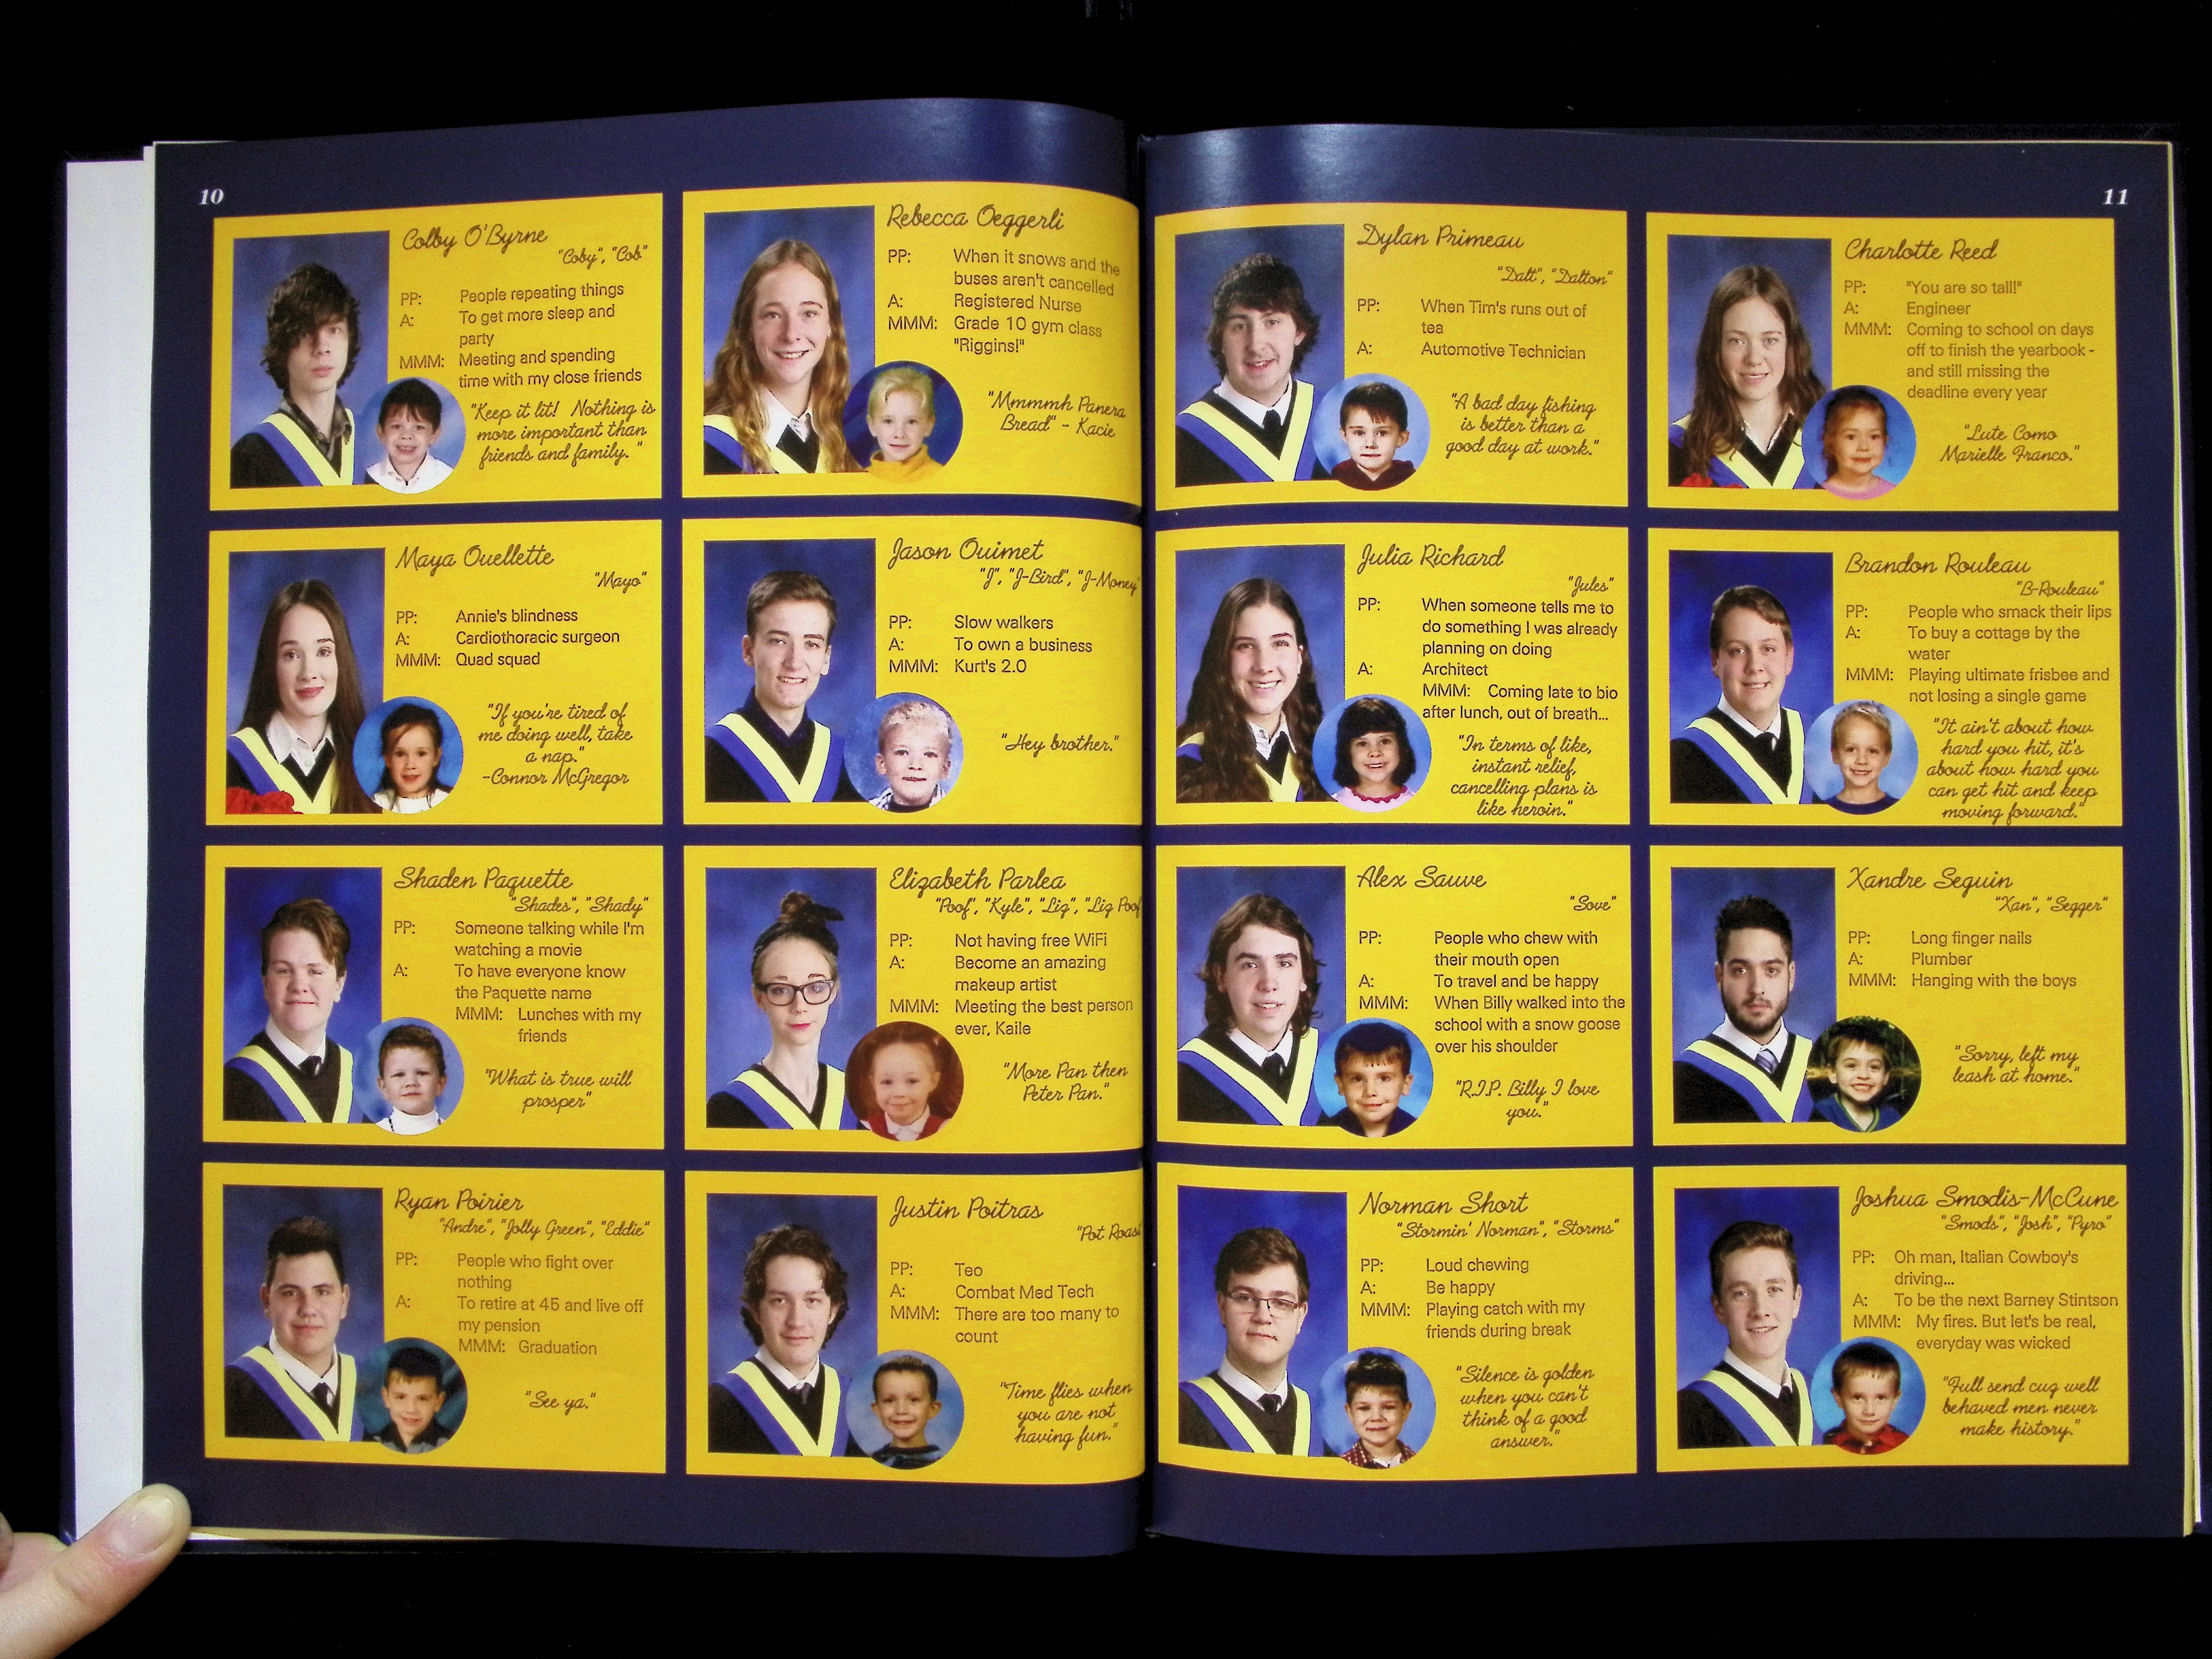 10
Colby O'Byrne
"Coby", "Cob"
PP: People repeating things
A: To get more sleep and
party
MMM: Meeting and spending
time with my close friends
"Keep it lit! Nothing is
more important than
friends and family."
Rebecca Oeggerli
PP: When it snows and the
buses aren't cancelled
A: Registered Nurse
MMM: Grade 10 gym class
"Riggins!"
"Mmmmh Panera
Bread" - Kacie
Maya Ouellette
"Mayo"
PP: Annie's blindness
A: Cardiothoracic surgeon
MMM: Quad squad
"If you're tired of
me doing well, take
a nap."
-Connor McGregor
Jason Ouimet
"J", "J-Bird", "J-Money"
PP: Slow walkers
A: To own a business
MMM: Kurt's 2.0
"Hey brother."
Shaden Paquette
"Shades", "Shady"
PP: Someone talking while I'm
watching a movie
A: To have everyone know
the Paquette name
MMM: Lunches with my
friends
"What is true will
prosper"
Elizabeth Parlea
"Poof", "Kyle", "Liz", "Liz Poof
PP: Not having free WiFi
A: Become an amazing
makeup artist
MMM: Meeting the best person
ever, Kaile
"More Pan then
Peter Pan."
Ryan Poirier
"Andre", "Jolly Green", "Eddie"
PP: People who fight over
nothing
A: To retire at 45 and live off
my pension
MMM: Graduation
"See ya."
Justin Poitras
"Pot Roast
PP: Teo
A: Combat Med Tech
MMM: There are too many to
count
"Time flies when
you are not
having fun."
11
Dylan Primeau
"Dalt", "Dalton"
PP: When Tim's runs out of
tea
A: Automotive Technician
"A bad day fishing
is better than a
good day at work."
Charlotte Reed
PP: "You are so tall!"
A: Engineer
MMM: Coming to school on days
off to finish the yearbook -
and still missing the
deadline every year
"Lute Como
Marielle Franco."
Julia Richard
"Jules"
PP: When someone tells me to
do something I was already
planning on doing
A: Architect
MMM: Coming late to bio
after lunch, out of breath...
"In terms of like,
instant relief,
cancelling plans is
like heroin."
Brandon Rouleau
"B-Rouleau"
PP: People who smack their lips
A: To buy a cottage by the
water
MMM: Playing ultimate frisbee and
not losing a single game
"It ain't about how
hard you hit, it's
about how hard you
can get hit and keep
moving forward."
Alex Sauve
"Sove"
PP: People who chew with
their mouth open
A: To travel and be happy
MMM: When Billy walked into the
school with a snow goose
over his shoulder
"R.I.P. Billy I love
you."
Xandre Seguin
"Xan", "Segger"
PP: Long finger nails
A: Plumber
MMM: Hanging with the boys
"Sorry, left my
leash at home."
Norman Short
"Stormin' Norman", "Storms"
PP: Loud chewing
A: Be happy
MMM: Playing catch with my
friends during break
"Silence is golden
when you can't
think of a good
answer."
Joshua Smodis-McCune
"Smods", "Josh", "Pyro"
PP: Oh man, Italian Cowboy's
driving...
A: To be the next Barney Stintson
MMM: My fires. But let's be real,
everyday was wicked
"Full send cuz well
behaved men never
make history."